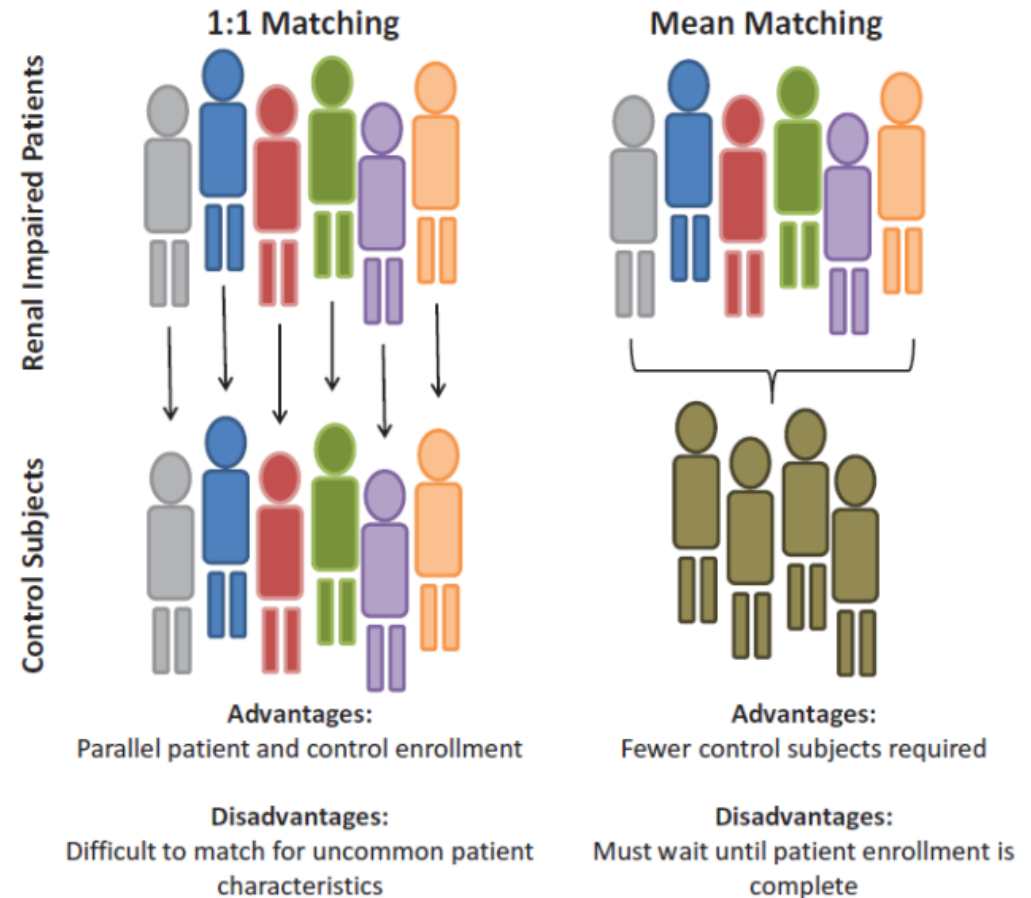 1:1 Matching
Mean Matching
Renal Impaired Patients
Control Subjects
Advantages:
Parallel patient and control enrollment
Disadvantages:
Difficult to match for uncommon patient
characteristics
Advantages:
Fewer control subjects required
Disadvantages:
Must wait until patient enrollment is
complete